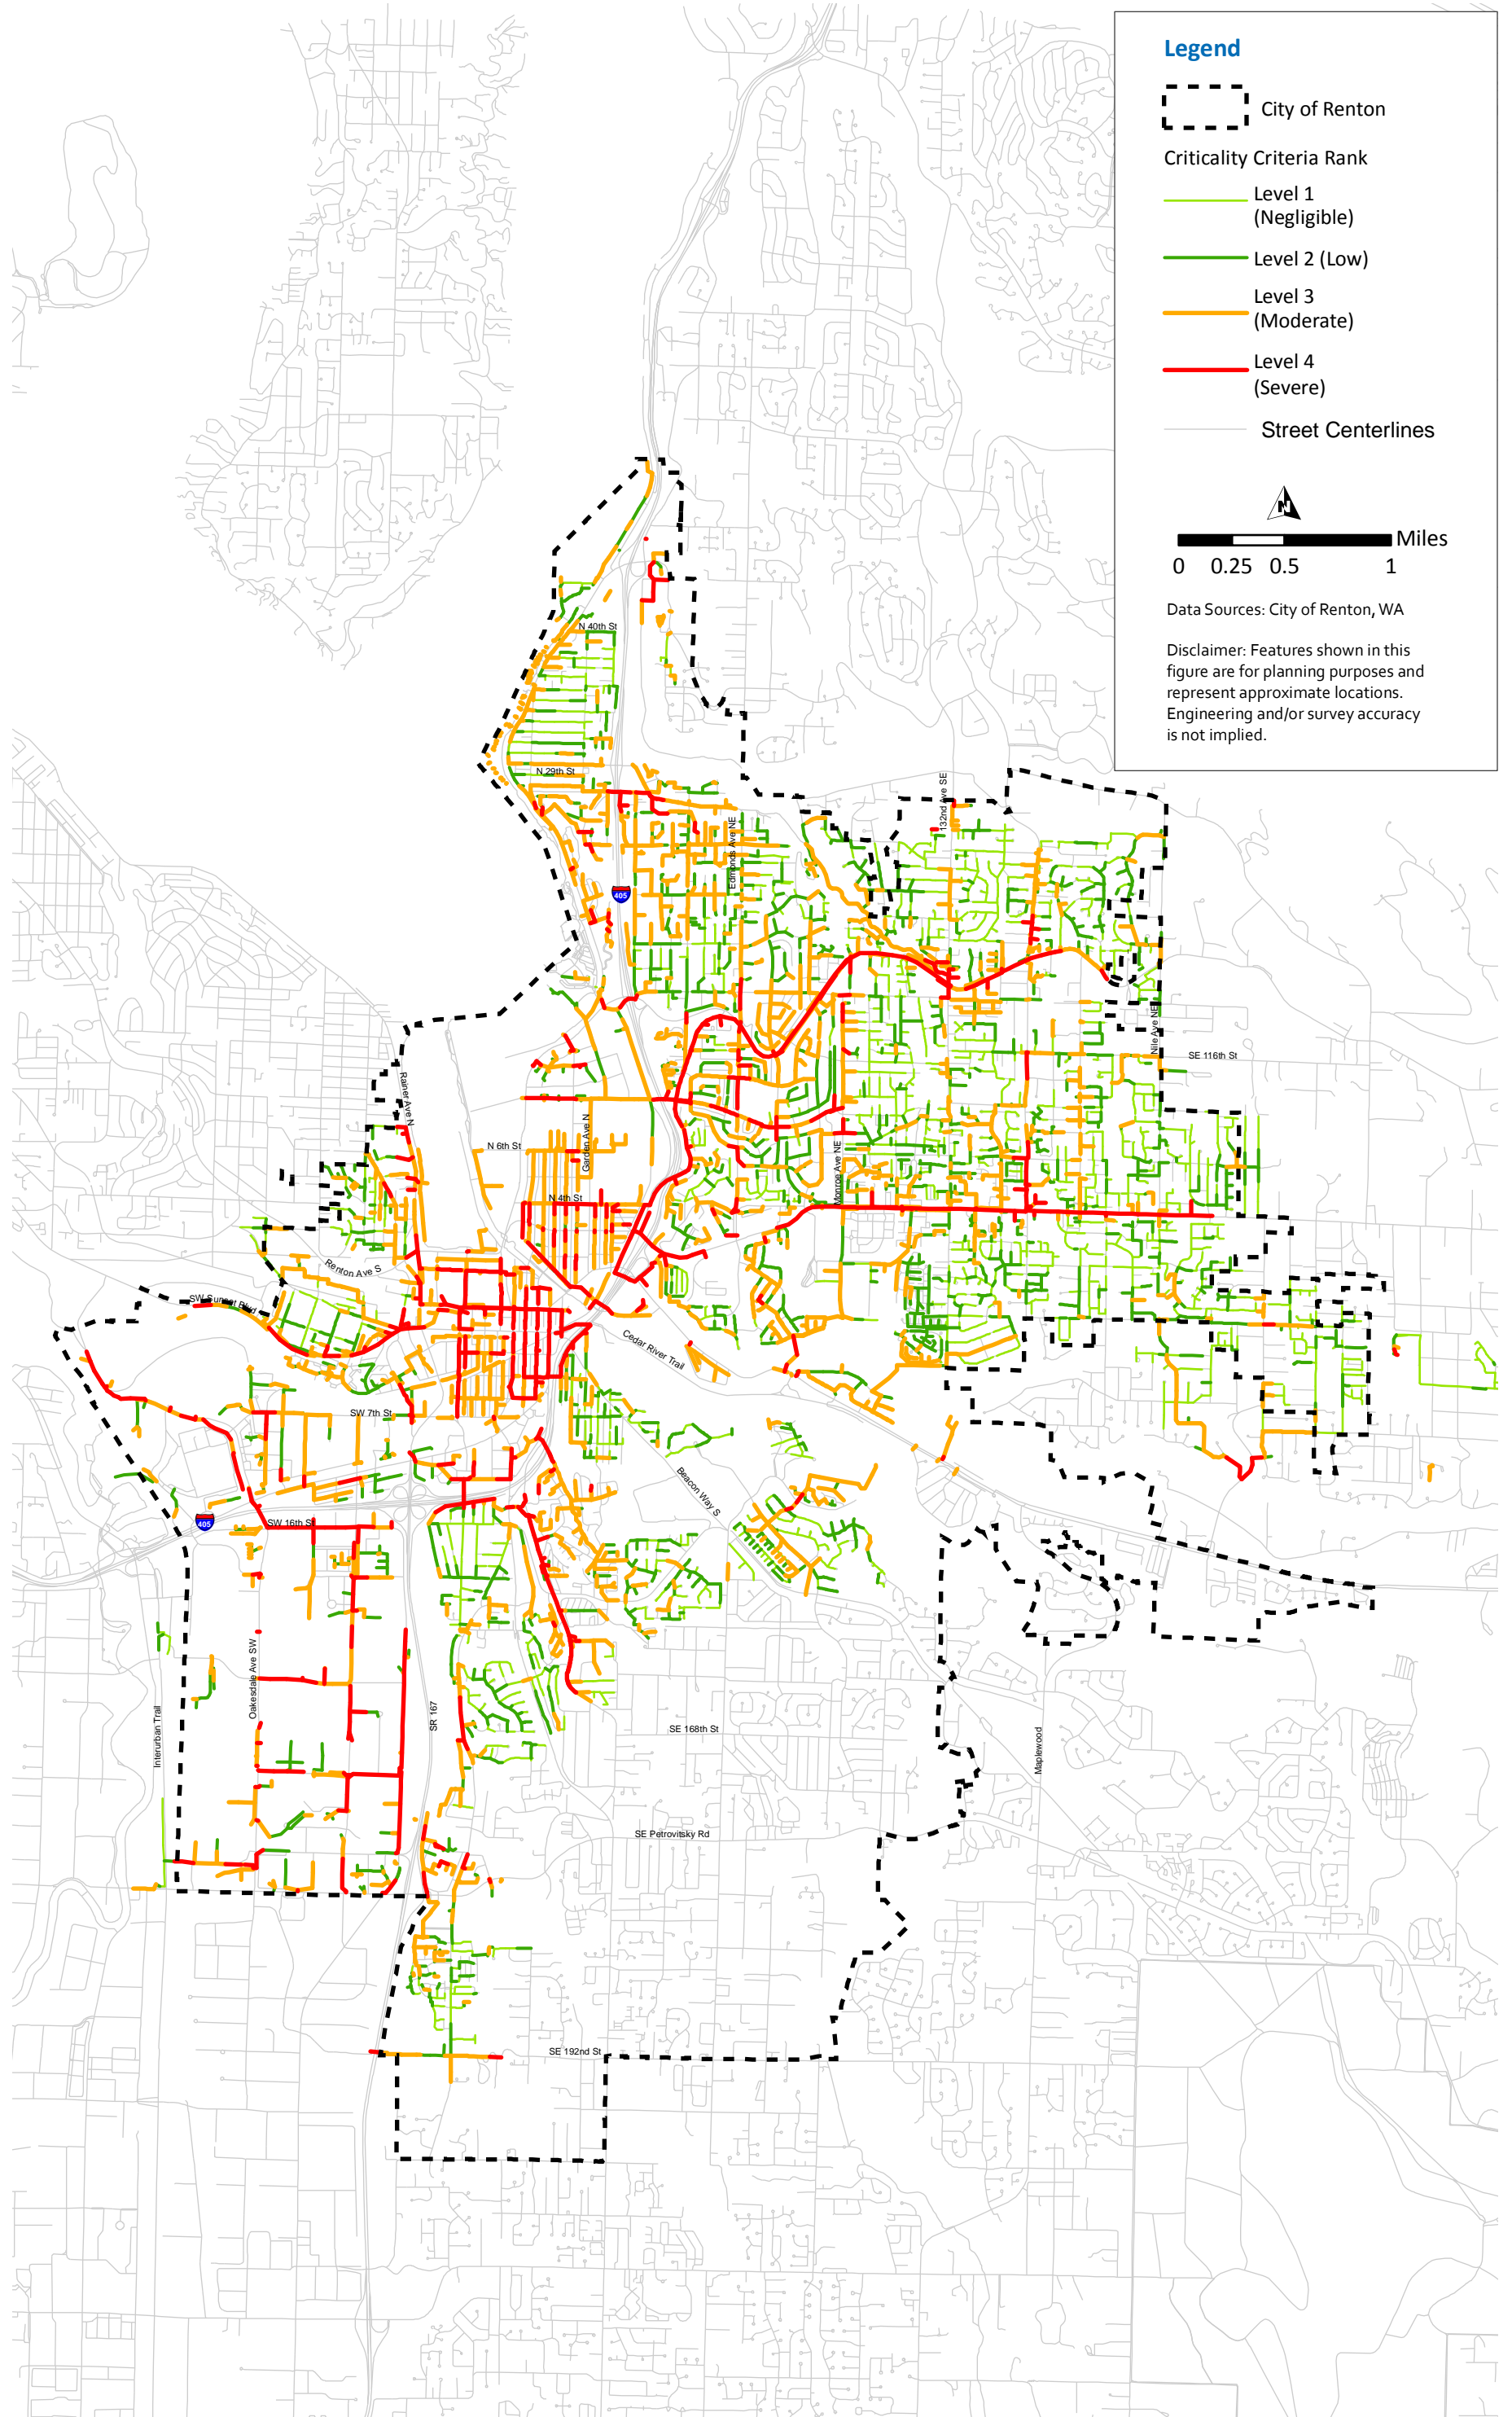 Legend
City of Renton
Criticality Criteria Rank
Level 1
(Negligible)
Level 2 (Low)
Level 3
(Moderate)
Level 4
(Severe)
Street Centerlines
N
Miles
0 0.25 0.5 1
Data Sources: City of Renton, WA
Disclaimer: Features shown in this
figure are for planning purposes and
represent approximate locations.
Engineering and/or survey accuracy
is not implied.
N 40th St
N 29th St
132nd Ave SE
Edmonds Ave NE
405
Nile Ave NE
SE 116th St
Rainer Ave N
Garden Ave N
N 6th St
Monroe Ave NE
N 4th St
Renton Ave S
SW Sunset Blvd
Cedar River Trail
SW 7th St
Beacon Way S
405
SW 16th St
Oakesdale Ave SW
Interurban Trail
SR 167
SE 168th St
Maplewood
SE Petrovitsky Rd
SE 192nd St